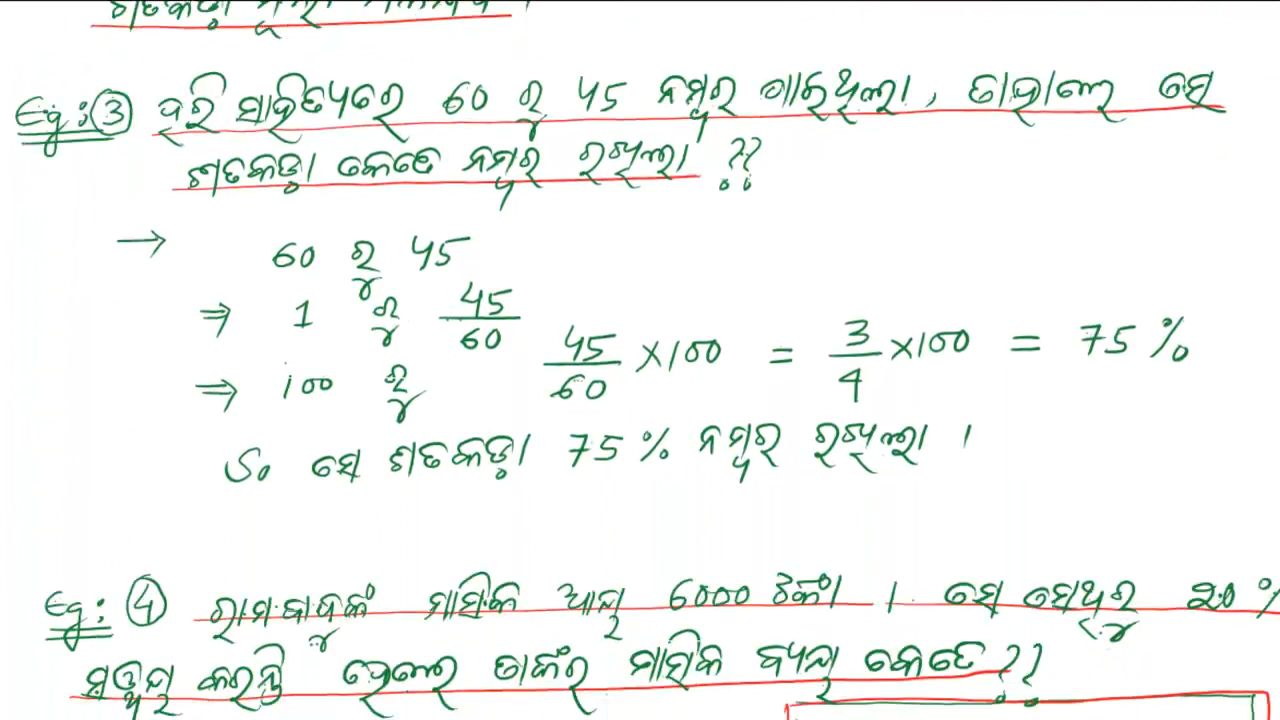 Eg: ③ ହରି ସାହିତ୍ୟରେ 60 ରୁ 45 ନମ୍ବର ପାଇଥିଲା, ତାହାଲେ ସେ
ଶତକଡ଼ା କେତେ ନମ୍ବର ରଖିଲା ??
→ 60 ରୁ 45
⇒ 1 ରୁ 45/60
⇒ 100 ରୁ 45/60 × 100 = 3/4 × 100 = 75 %
So ସେ ଶତକଡ଼ା 75 % ନମ୍ବର ରଖିଲା ।
Eg: ④ ରାମବାବୁଙ୍କ ମାସିକ ଆୟ 6000 ଟଙ୍କା । ସେ ସେଥିରୁ 20 %
ସଞ୍ଚୟ କରନ୍ତି ହେଲେ ତାଙ୍କର ମାସିକ ବ୍ୟୟ କେତେ ??